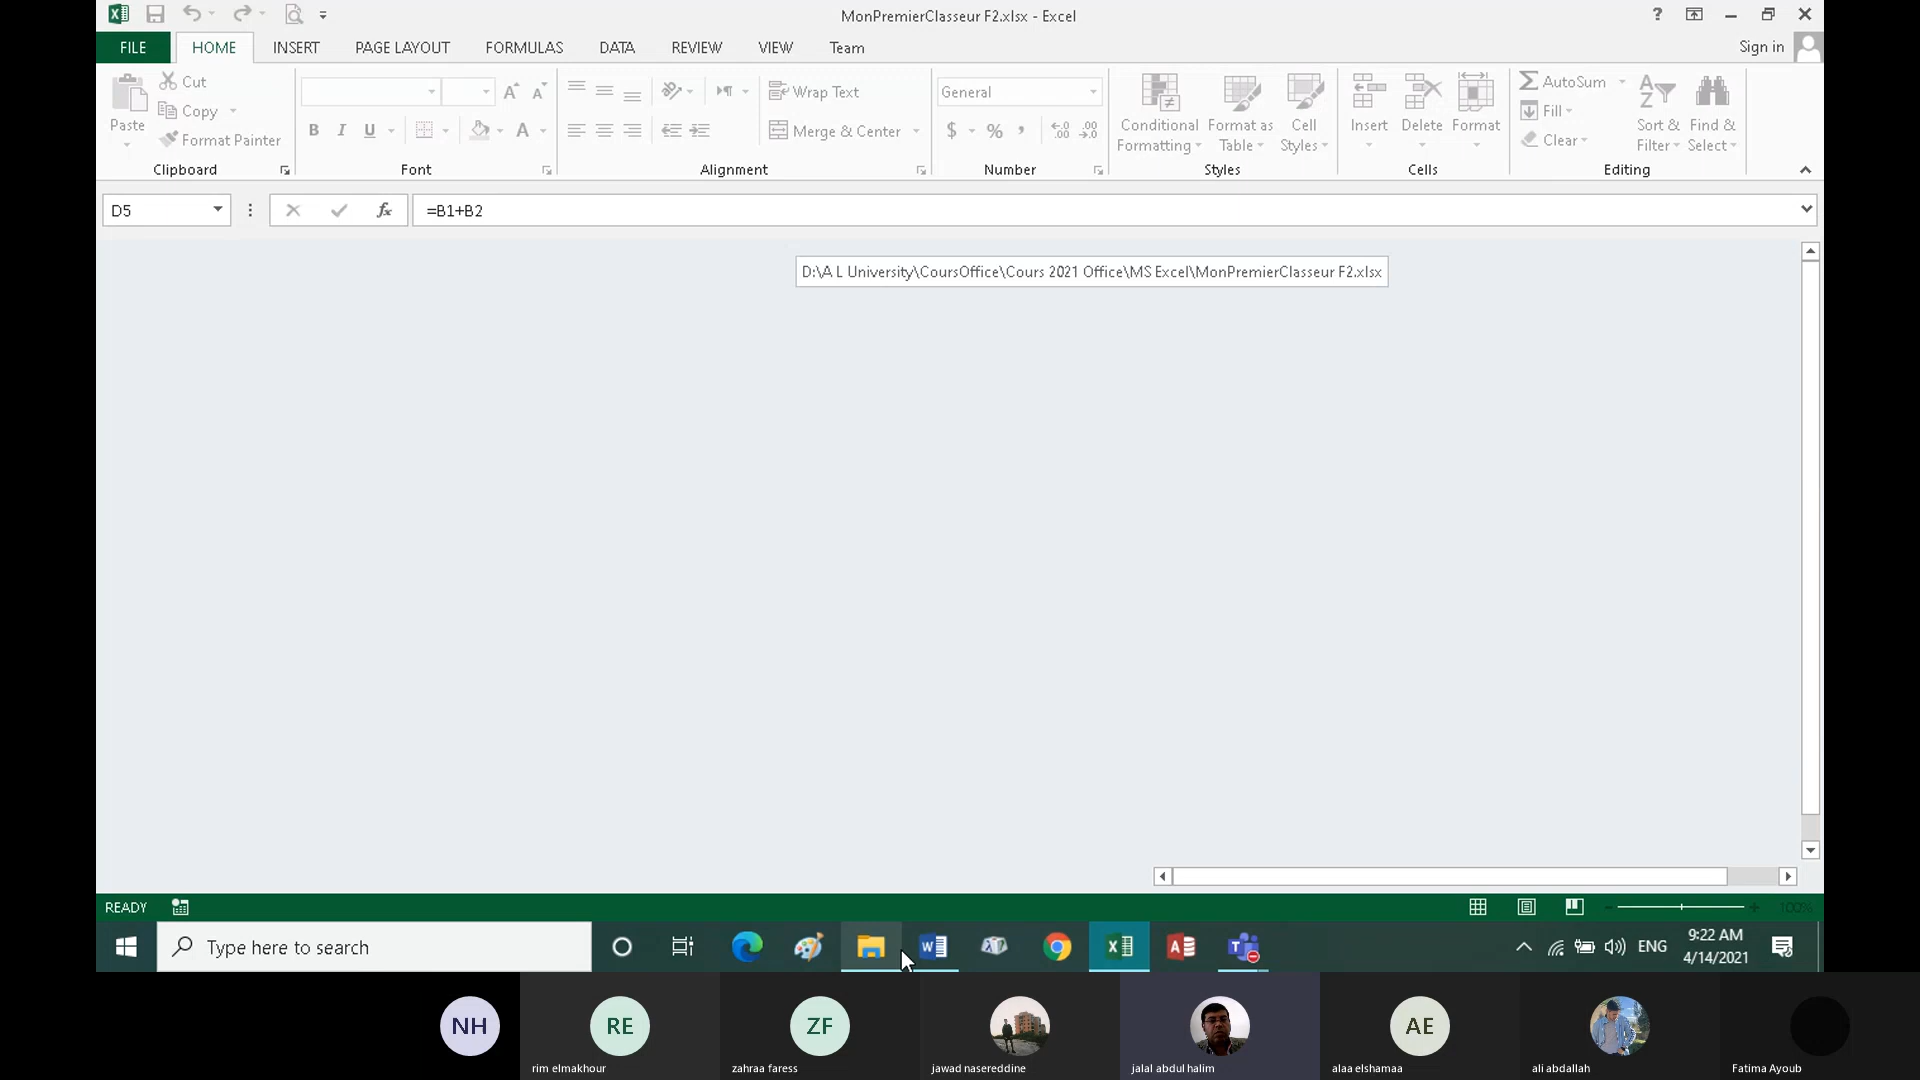 MonPremierClasseur F2.xlsx - Excel
FILE
HOME
INSERT
PAGE LAYOUT
FORMULAS
DATA
REVIEW
VIEW
Team
Sign in
Paste
Cut
Copy
Format Painter
Clipboard
B I U
A
Font
Wrap Text
Merge & Center
Alignment
General
$ % ,
Number
Conditional Formatting
Format as Table
Cell Styles
Styles
Insert
Delete
Format
Cells
AutoSum
Fill
Clear
Sort & Filter
Find & Select
Editing
D5
fx
=B1+B2
D:\A L University\CoursOffice\Cours 2021 Office\MS Excel\MonPremierClasseur F2.xlsx
READY
100%
Type here to search
ENG
9:22 AM
4/14/2021
NH
RE
ZF
AE
rim elmakhour
zahraa faress
jawad nasereddine
jalal abdul halim
alaa elshamaa
ali abdallah
Fatima Ayoub